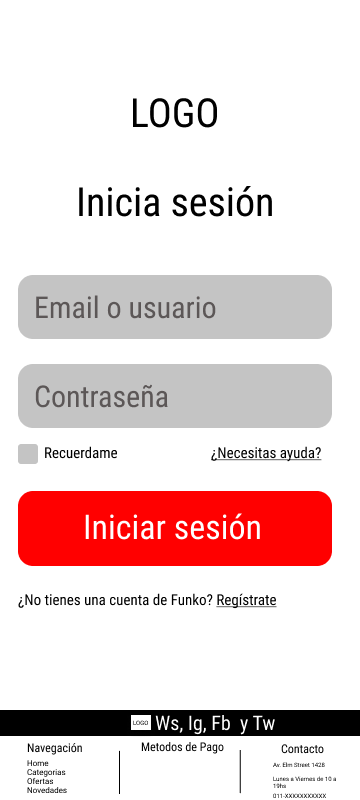 LOGO
Inicia sesión
Email o usuario
Contraseña
Recuerdame
¿Necesitas ayuda?
Iniciar sesión
¿No tienes una cuenta de Funko? Regístrate
LOGO Ws, Ig, Fb y Tw
Navegación
Home
Categorias
Ofertas
Novedades
Metodos de Pago
Contacto
Av. Elm Street 1428
Lunes a Viernes de 10 a
19hs
011-XXXXXXXXXXX